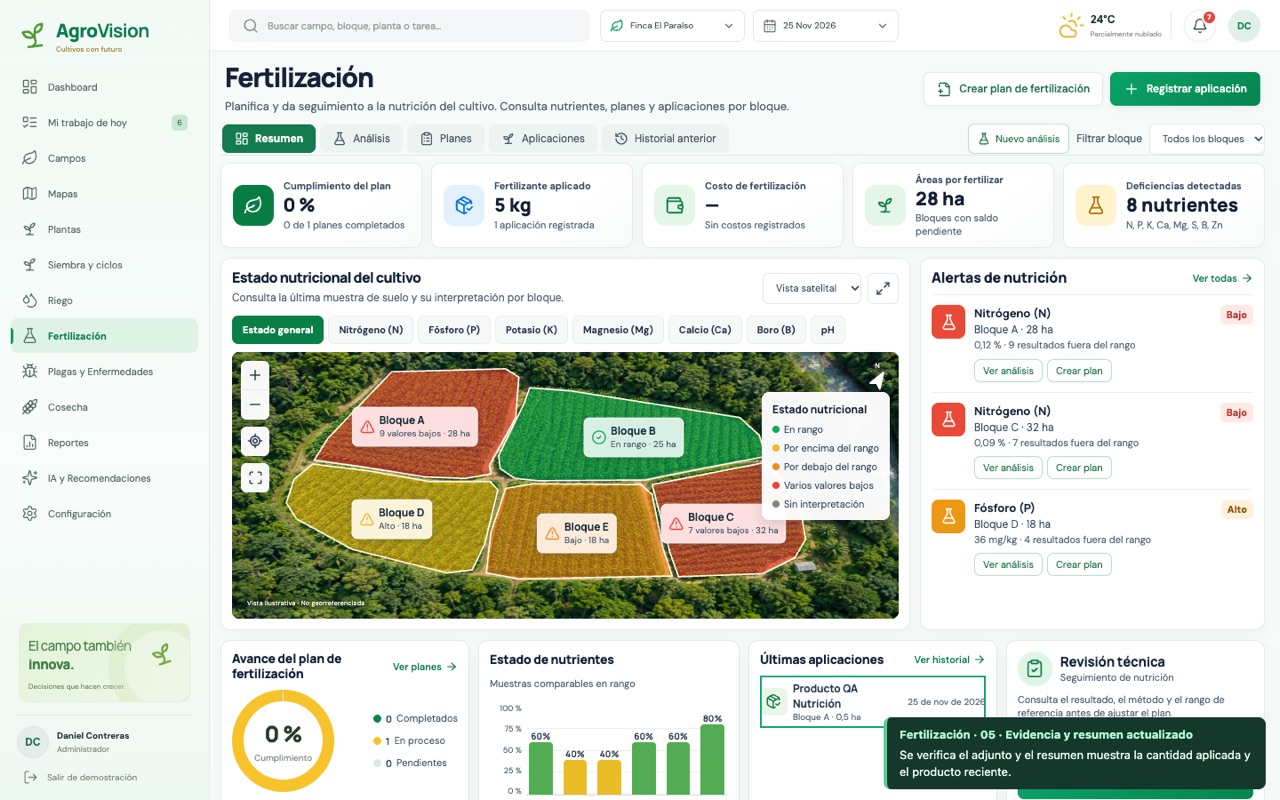 AgroVision
Cultivos con futuro
Dashboard
Mi trabajo de hoy
6
Campos
Mapas
Plantas
Siembra y ciclos
Riego
Fertilización
Plagas y Enfermedades
Cosecha
Reportes
IA y Recomendaciones
Configuración
El campo también
innova.
Decisiones que hacen crecer.
DC
Daniel Contreras
Administrador
Salir de demostración
Buscar campo, bloque, planta o tarea...
Finca El Paraíso
25 Nov 2026
24°C
Parcialmente nublado
7
DC
Fertilización
Planifica y da seguimiento a la nutrición del cultivo. Consulta nutrientes, planes y aplicaciones por bloque.
Crear plan de fertilización
Registrar aplicación
Resumen
Análisis
Planes
Aplicaciones
Historial anterior
Nuevo análisis
Filtrar bloque
Todos los bloques
Cumplimiento del plan
0 %
0 de 1 planes completados
Fertilizante aplicado
5 kg
1 aplicación registrada
Costo de fertilización
—
Sin costos registrados
Áreas por fertilizar
28 ha
Bloques con saldo
pendiente
Deficiencias detectadas
8 nutrientes
N, P, K, Ca, Mg, S, B, Zn
Estado nutricional del cultivo
Consulta la última muestra de suelo y su interpretación por bloque.
Vista satelital
Estado general
Nitrógeno (N)
Fósforo (P)
Potasio (K)
Magnesio (Mg)
Calcio (Ca)
Boro (B)
pH
N
Bloque A
9 valores bajos · 28 ha
Bloque B
En rango · 25 ha
Bloque D
Alto · 18 ha
Bloque E
Bajo · 18 ha
Bloque C
7 valores bajos · 32 ha
Estado nutricional
En rango
Por encima del rango
Por debajo del rango
Varios valores bajos
Sin interpretación
Vista ilustrativa · No georreferenciada
Alertas de nutrición
Ver todas
Nitrógeno (N)
Bajo
Bloque A · 28 ha
0,12 % · 9 resultados fuera del rango
Ver análisis
Crear plan
Nitrógeno (N)
Bajo
Bloque C · 32 ha
0,09 % · 7 resultados fuera del rango
Ver análisis
Crear plan
Fósforo (P)
Alto
Bloque D · 18 ha
36 mg/kg · 4 resultados fuera del rango
Ver análisis
Crear plan
Avance del plan de
fertilización
Ver planes
0 %
Cumplimiento
0 Completados
1 En proceso
0 Pendientes
Estado de nutrientes
Muestras comparables en rango
100 %
75 %
50 %
25 %
0 %
60%
40%
40%
60%
60%
80%
Últimas aplicaciones
Ver historial
Producto QA
Nutrición
Bloque A · 0,5 ha
25 de nov de 2026
Revisión técnica
Seguimiento de nutrición
Consulta el resultado, el método y el rango de
referencia antes de ajustar el plan.
Fertilización · 05 · Evidencia y resumen actualizado
Se verifica el adjunto y el resumen muestra la cantidad aplicada y
el producto reciente.